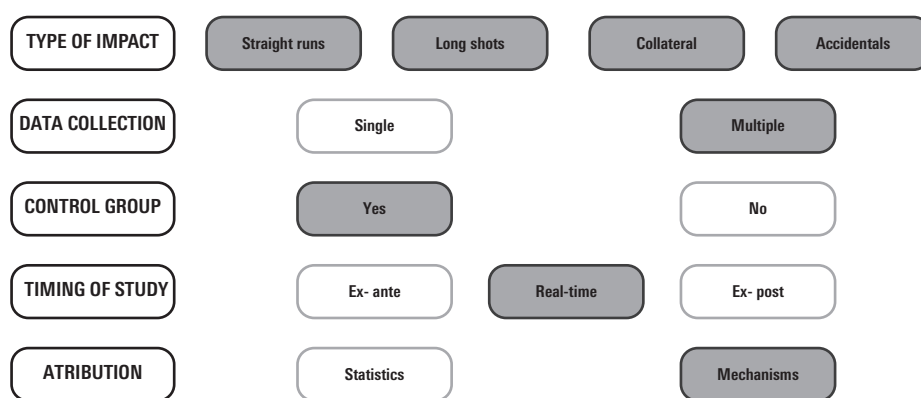 TYPE OF IMPACT Straight runs Long shots Collateral Accidentals
DATA COLLECTION Single Multiple
CONTROL GROUP Yes No
TIMING OF STUDY Ex- ante Real-time Ex- post
ATRIBUTION Statistics Mechanisms